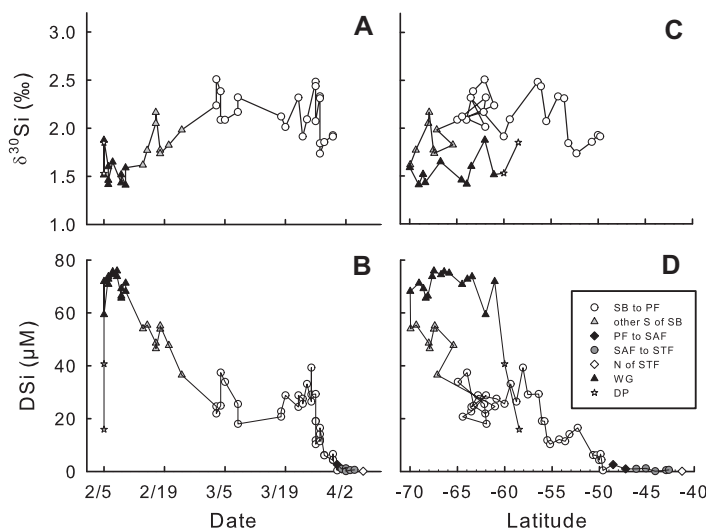 A
C
3.0
2.5
2.0
1.5
1.0
δ30Si (‰)
B
D
80
60
40
20
0
DSi (µM)
SB to PF
other S of SB
PF to SAF
SAF to STF
N of STF
WG
DP
2/5 2/19 3/5 3/19 4/2
-70 -65 -60 -55 -50 -45 -40
Date
Latitude